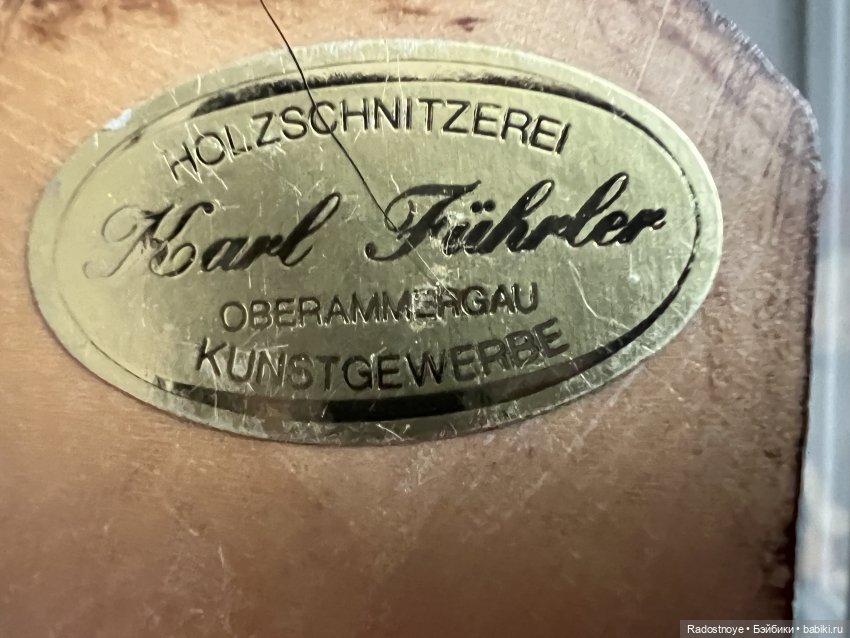 HOLZSCHNITZEREI
Karl Führler
OBERAMMERGAU
KUNSTGEWERBE
Radostnoye • Бэйбики • babiki.ru